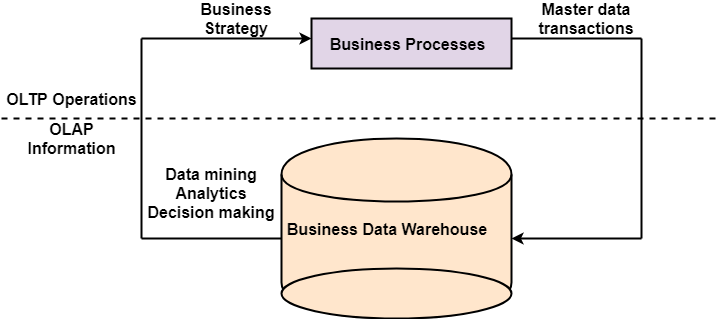 Business
Strategy
Business Processes
Master data
transactions
OLTP Operations
OLAP
Information
Data mining
Analytics
Decision making
Business Data Warehouse